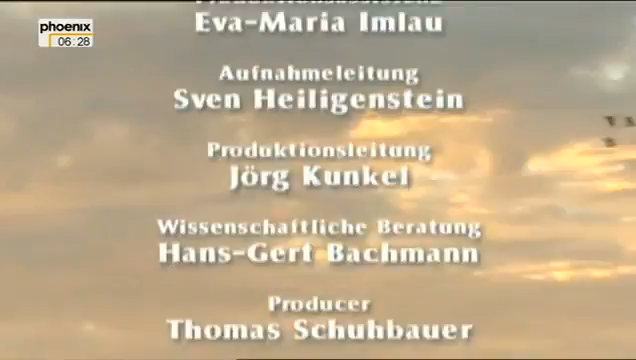 phoenix
06:28
Produktionsassistenz
Eva-Maria Imlau
Aufnahmeleitung
Sven Heiligenstein
Produktionsleitung
Jörg Kunkel
Wissenschaftliche Beratung
Hans-Gert Bachmann
Producer
Thomas Schuhbauer